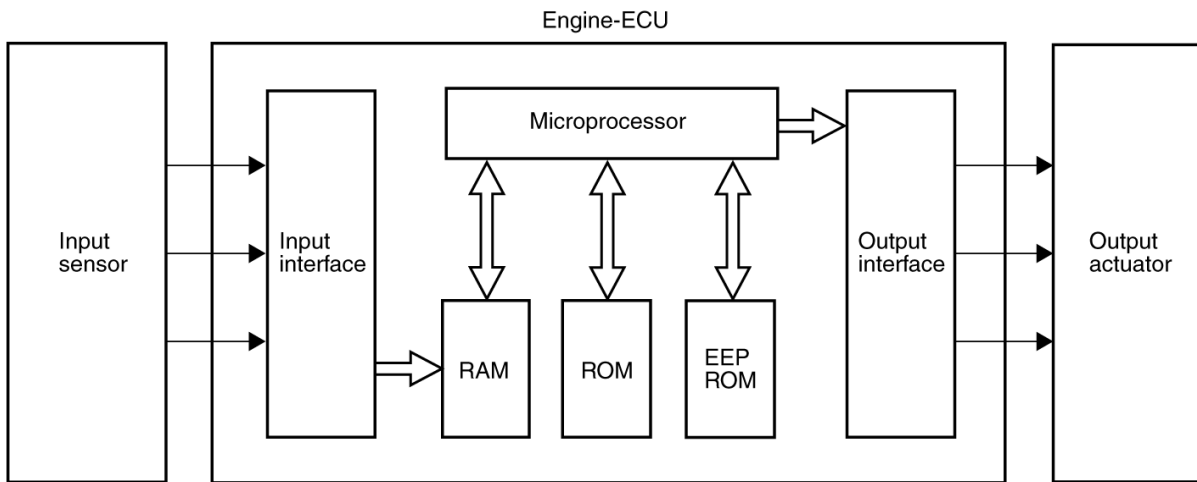 Engine-ECU
Input
sensor
Input
interface
Microprocessor
RAM
ROM
EEP
ROM
Output
interface
Output
actuator